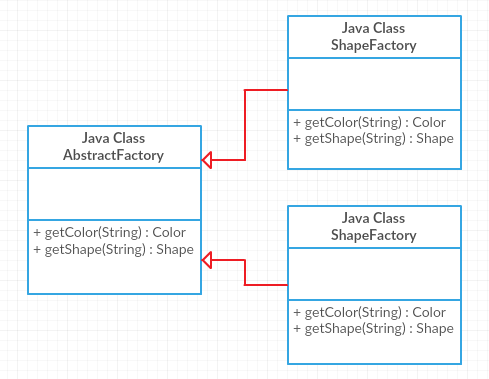 Java Class
ShapeFactory
+ getColor(String) : Color
+ getShape(String) : Shape
Java Class
AbstractFactory
+ getColor(String) : Color
+ getShape(String) : Shape
Java Class
ShapeFactory
+ getColor(String) : Color
+ getShape(String) : Shape